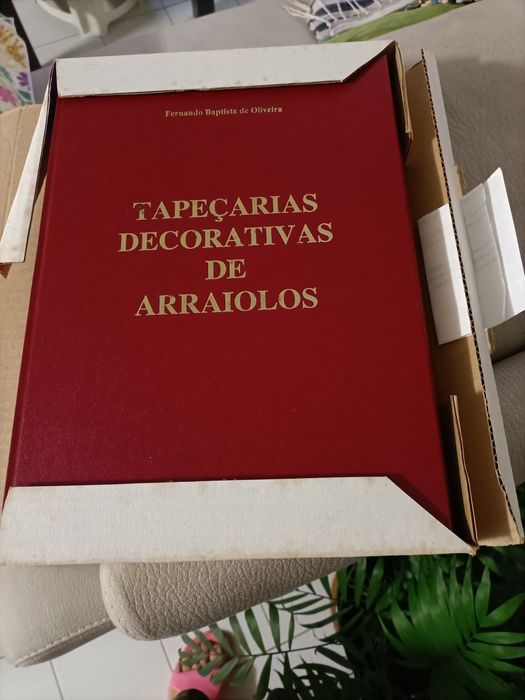 Fernando Baptista de Oliveira
TAPEÇARIAS
DECORATIVAS
DE
ARRAIOLOS